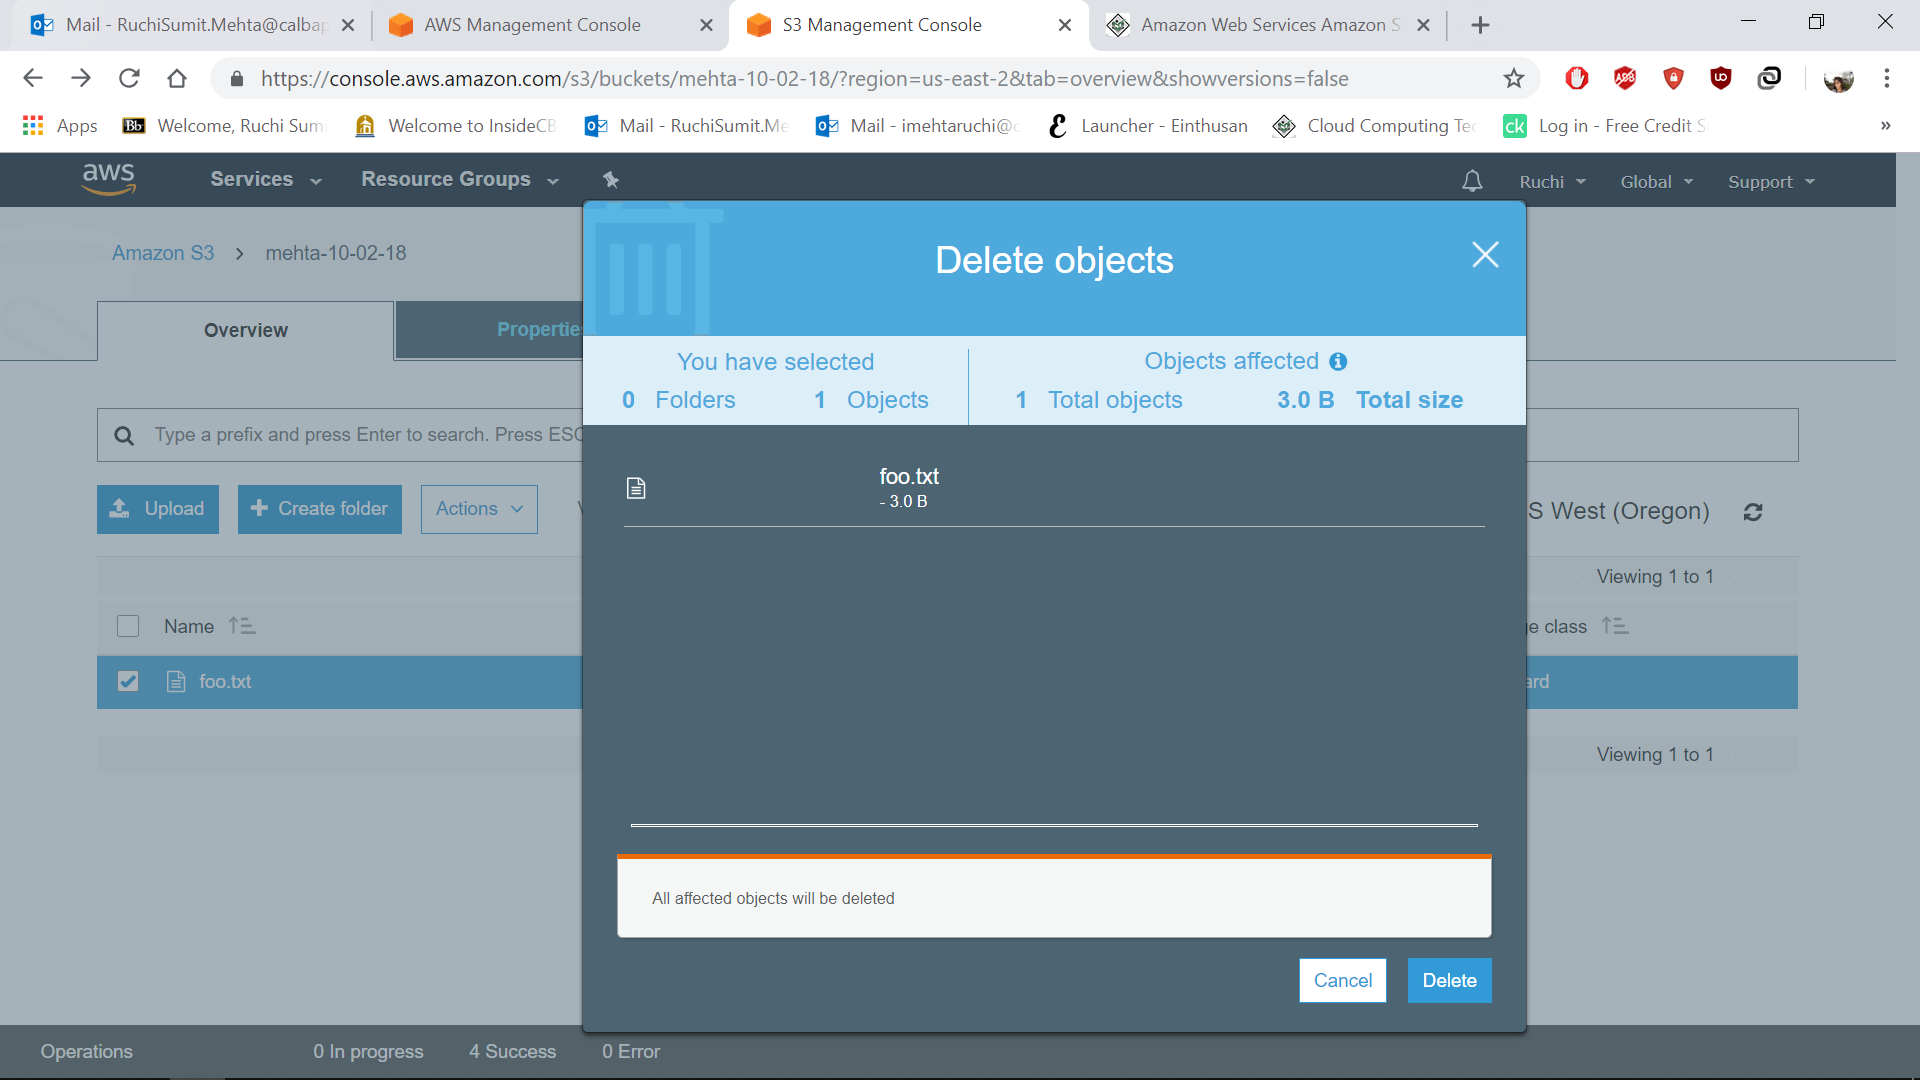 Mail - RuchiSumit.Mehta@calbap
AWS Management Console
S3 Management Console
Amazon Web Services Amazon S
https://console.aws.amazon.com/s3/buckets/mehta-10-02-18/?region=us-east-2&tab=overview&showversions=false
Apps
Bb Welcome, Ruchi Sumi
Welcome to InsideCB
Mail - RuchiSumit.Me
Mail - imehtaruchi@c
Launcher - Einthusan
Cloud Computing Tec
ck Log in - Free Credit S
»
aws
Services
Resource Groups
Ruchi
Global
Support
Amazon S3 > mehta-10-02-18
Overview
Properties
Delete objects
You have selected
0 Folders 1 Objects
Objects affected
1 Total objects 3.0 B Total size
Type a prefix and press Enter to search. Press ESC
foo.txt
- 3.0 B
Upload
Create folder
Actions
S West (Oregon)
Viewing 1 to 1
Name
e class
foo.txt
ard
Viewing 1 to 1
All affected objects will be deleted
Cancel
Delete
Operations
0 In progress
4 Success
0 Error